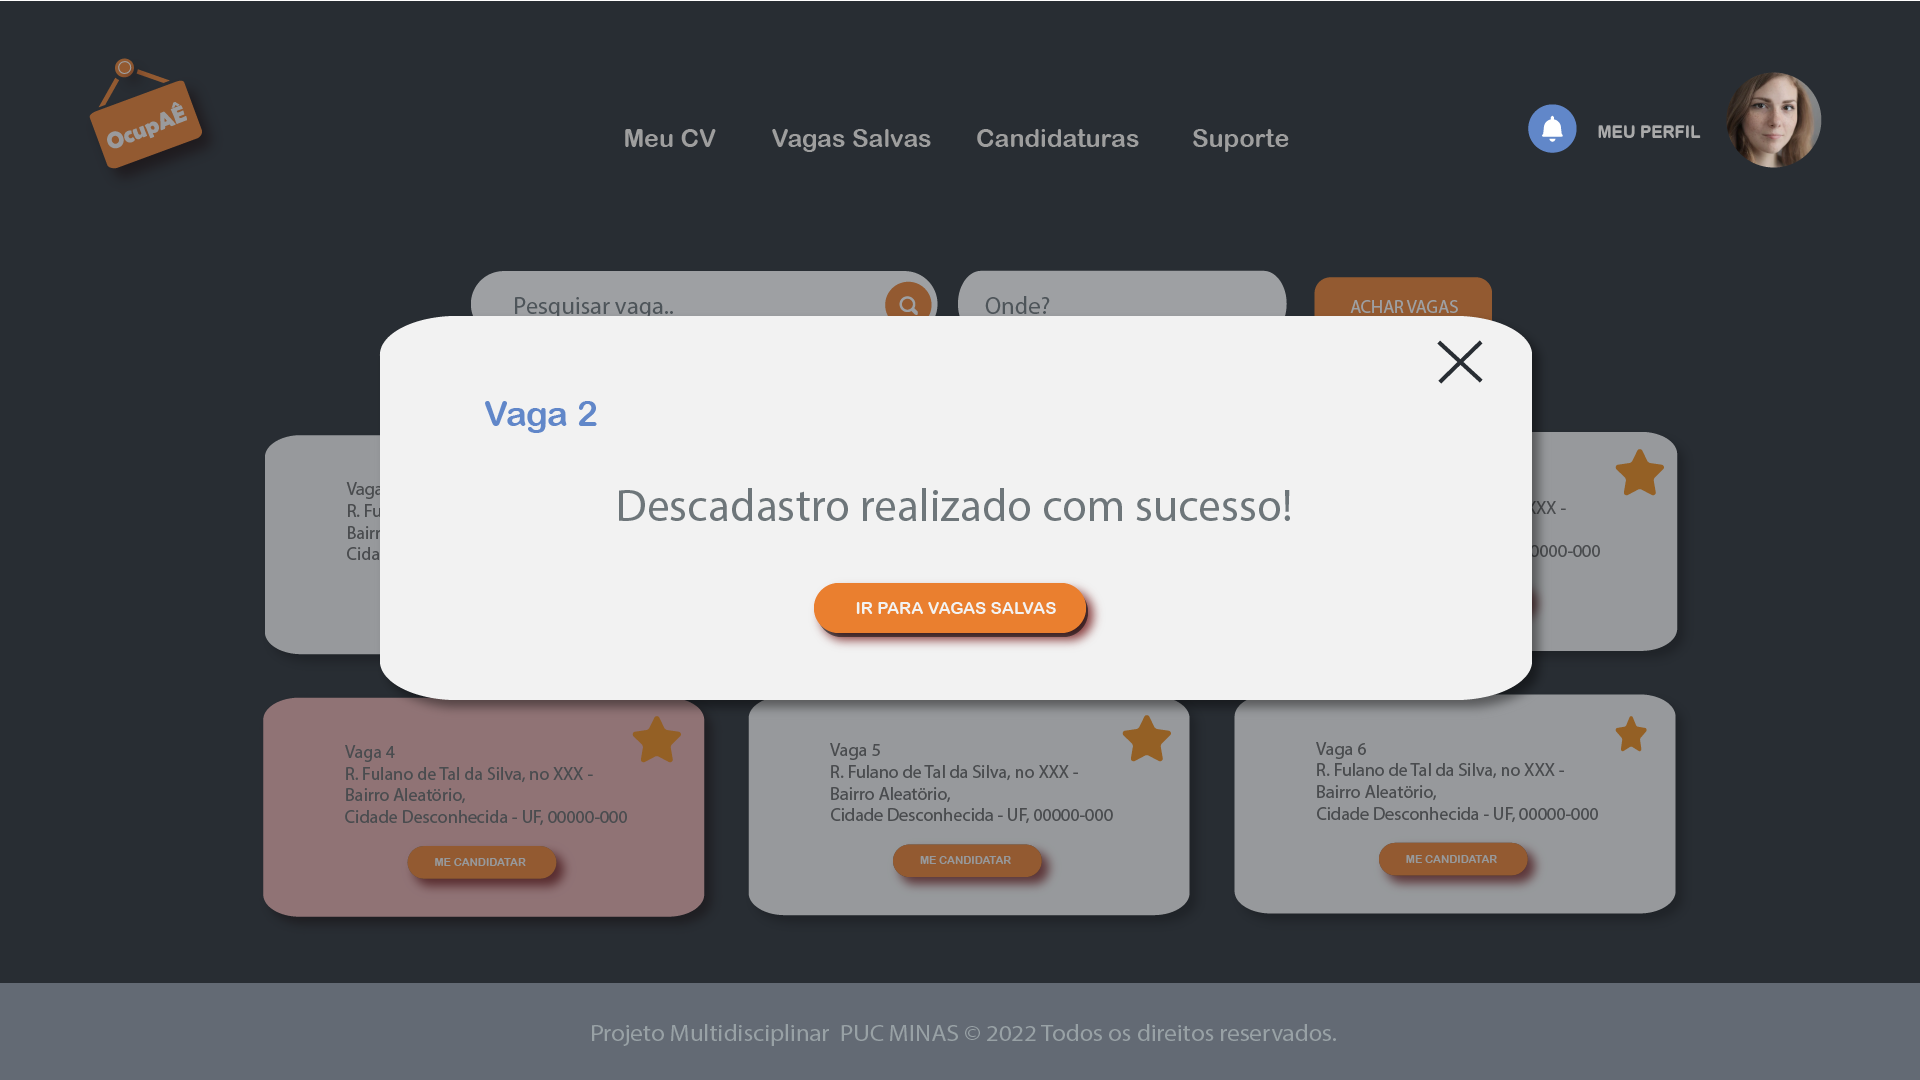 OcupAÊ
Meu CV
Vagas Salvas
Candidaturas
Suporte
MEU PERFIL
Pesquisar vaga..
Onde?
ACHAR VAGAS
Vaga 2
Descadastro realizado com sucesso!
IR PARA VAGAS SALVAS
Vaga
R. Fu
Bairr
Cida
XXX -
0000-000
Vaga 4
R. Fulano de Tal da Silva, no XXX -
Bairro Aleatório,
Cidade Desconhecida - UF, 00000-000
ME CANDIDATAR
Vaga 5
R. Fulano de Tal da Silva, no XXX -
Bairro Aleatório,
Cidade Desconhecida - UF, 00000-000
ME CANDIDATAR
Vaga 6
R. Fulano de Tal da Silva, no XXX -
Bairro Aleatório,
Cidade Desconhecida - UF, 00000-000
ME CANDIDATAR
Projeto Multidisciplinar PUC MINAS © 2022 Todos os direitos reservados.